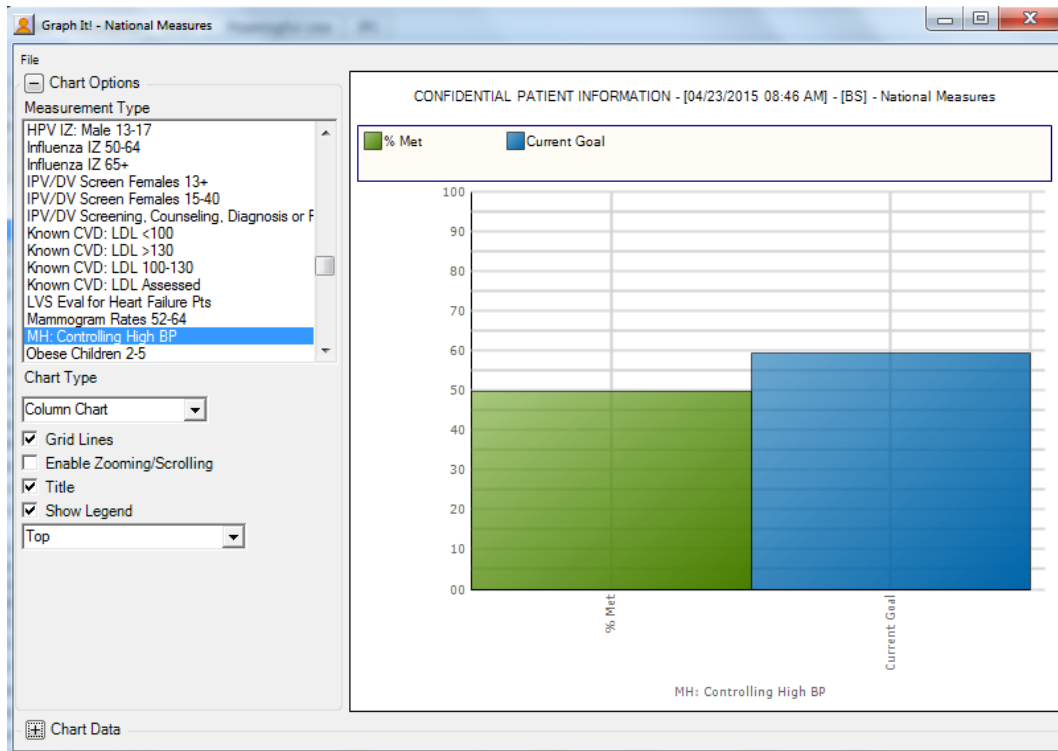 Graph It! - National Measures
File
Chart Options
Measurement Type
HPV IZ: Male 13-17
Influenza IZ 50-64
Influenza IZ 65+
IPV/DV Screen Females 13+
IPV/DV Screen Females 15-40
IPV/DV Screening, Counseling, Diagnosis or F
Known CVD: LDL <100
Known CVD: LDL >130
Known CVD: LDL 100-130
Known CVD: LDL Assessed
LVS Eval for Heart Failure Pts
Mammogram Rates 52-64
MH: Controlling High BP
Obese Children 2-5
Chart Type
Column Chart
Grid Lines
Enable Zooming/Scrolling
Title
Show Legend
Top
Chart Data
CONFIDENTIAL PATIENT INFORMATION - [04/23/2015 08:46 AM] - [BS] - National Measures
% Met Current Goal
100
90
80
70
60
50
40
30
20
10
00
% Met
Current Goal
MH: Controlling High BP